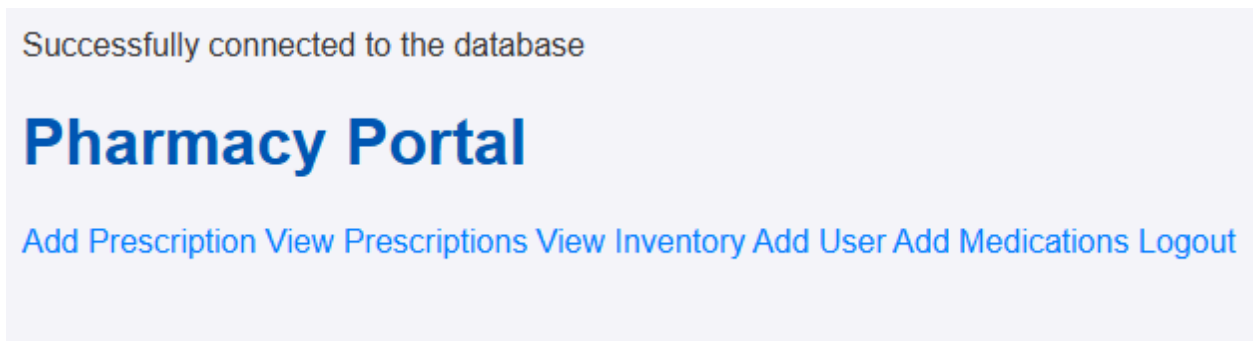 Successfully connected to the database
Pharmacy Portal
Add Prescription View Prescriptions View Inventory Add User Add Medications Logout